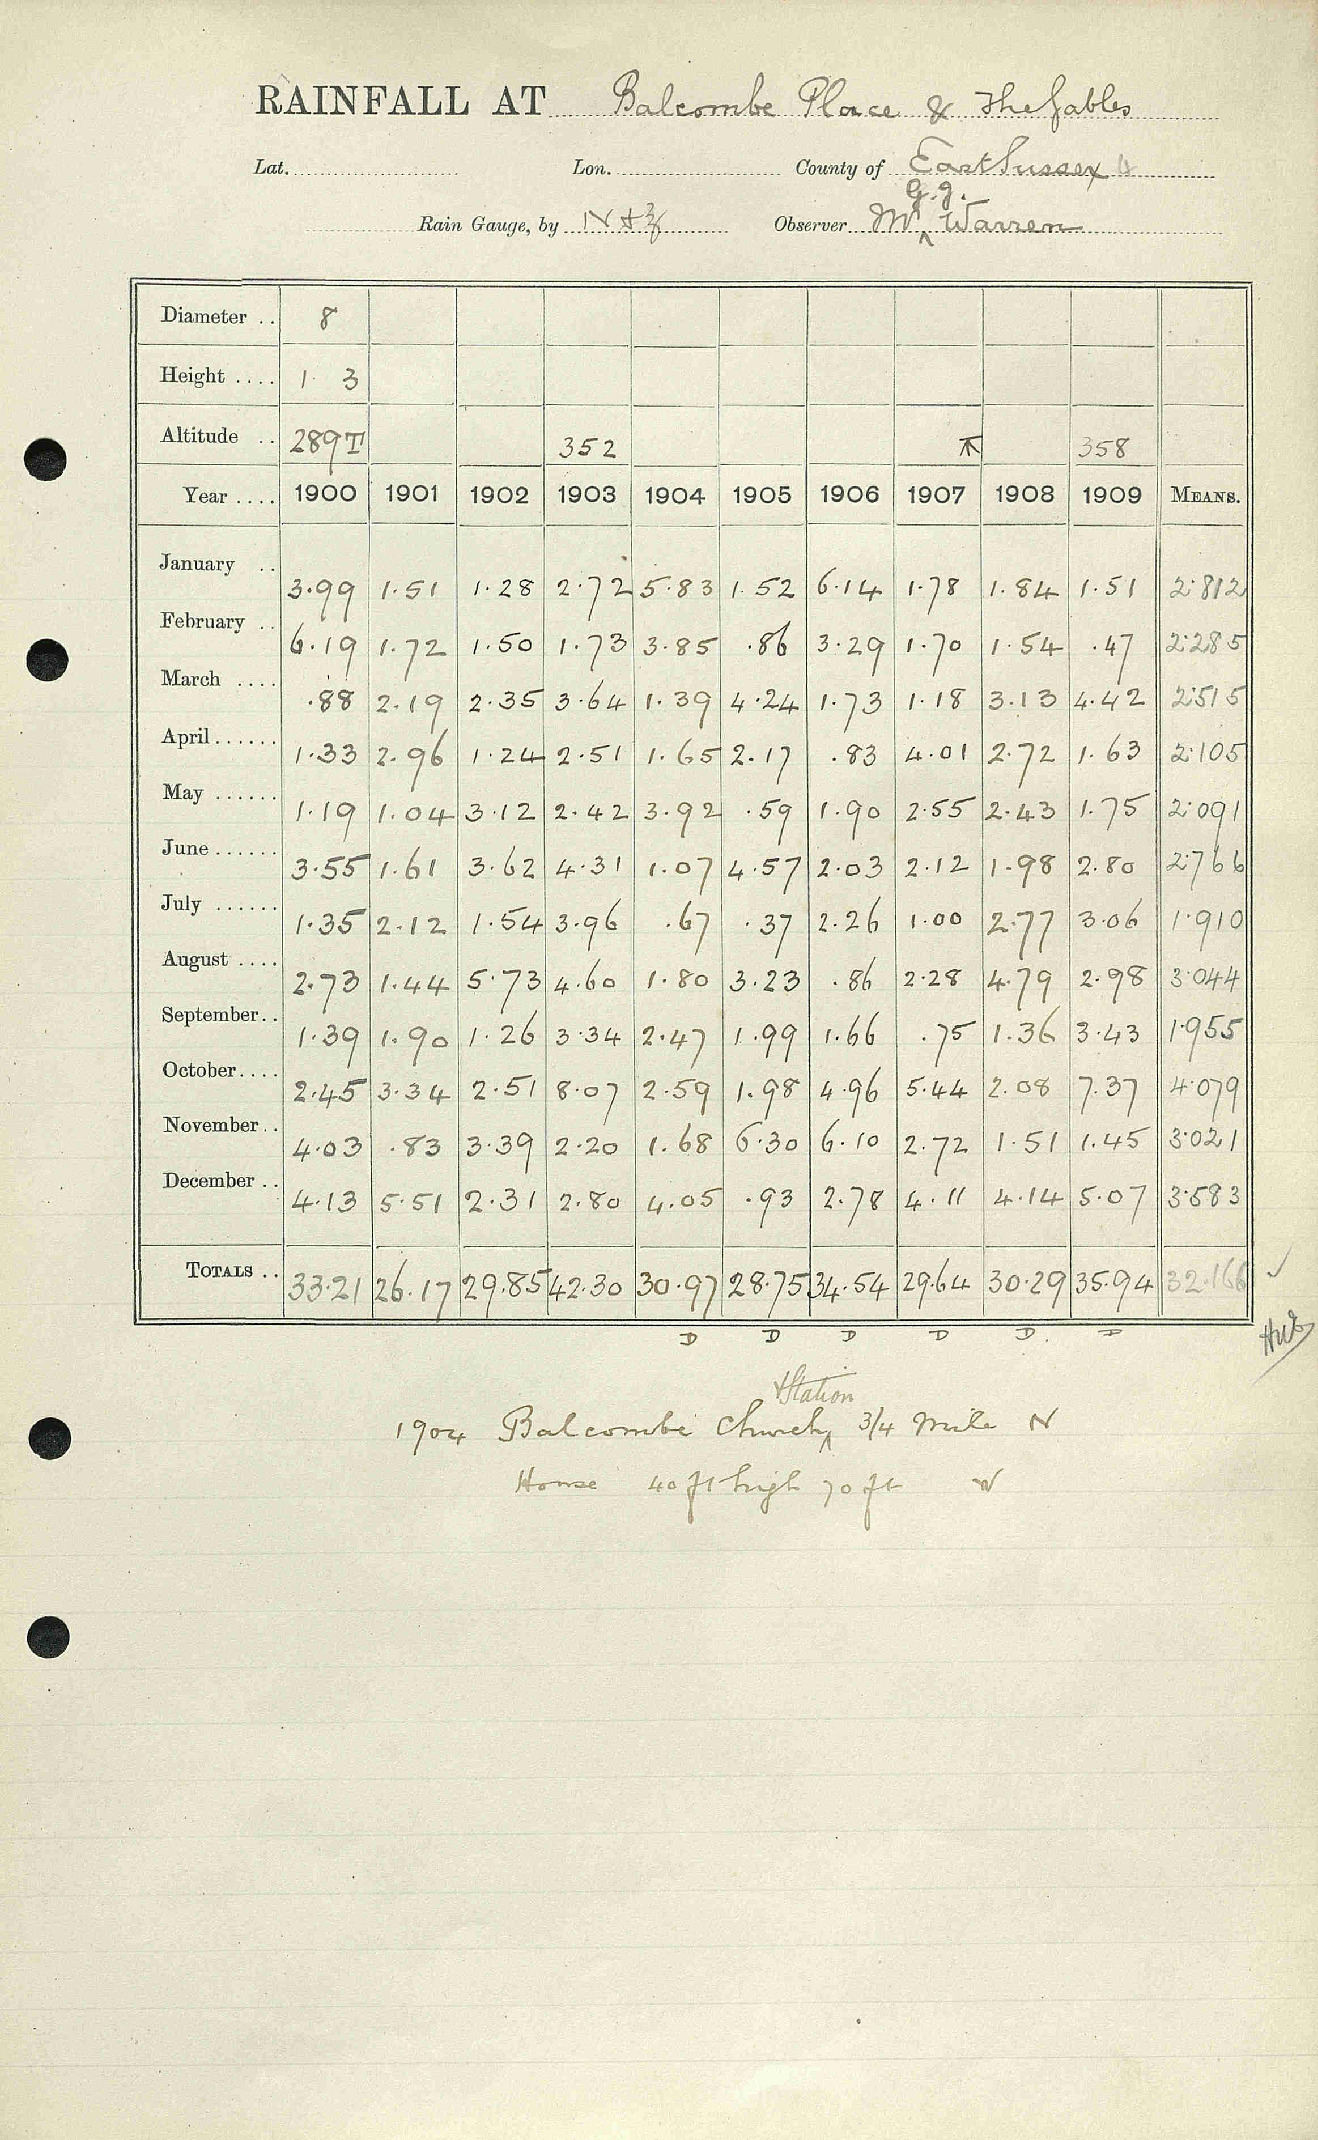 RAINFALL AT Balcombe Place & The Gables
Lat. Lon. County of East Sussex 4
G. J.
Rain Gauge, by N & Z Observer Mr ^ Warren
Diameter .. 8
Height .... 1 3
Altitude .. 289 T 352 358
Year .... 1900 1901 1902 1903 1904 1905 1906 1907 1908 1909 MEANS.
January .. 3.99 1.51 1.28 2.72 5.83 1.52 6.14 1.78 1.84 1.51 2.812
February .. 6.19 1.72 1.50 1.73 3.85 .86 3.29 1.70 1.54 .47 2.285
March .... .88 2.19 2.35 3.64 1.39 4.24 1.73 1.18 3.13 4.42 2.515
April...... 1.33 2.96 1.24 2.51 1.65 2.17 .83 4.01 2.72 1.63 2.105
May ...... 1.19 1.04 3.12 2.42 3.92 .59 1.90 2.55 2.43 1.75 2.091
June...... 3.55 1.61 3.62 4.31 1.07 4.57 2.03 2.12 1.98 2.80 2.766
July ...... 1.35 2.12 1.54 3.96 .67 .37 2.26 1.00 2.77 3.06 1.910
August .... 2.73 1.44 5.73 4.60 1.80 3.23 .86 2.28 4.79 2.98 3.044
September.. 1.39 1.90 1.26 3.34 2.47 1.99 1.66 .75 1.36 3.43 1.955
October.... 2.45 3.34 2.51 8.07 2.59 1.98 4.96 5.44 2.08 7.37 4.079
November.. 4.03 .83 3.39 2.20 1.68 6.30 6.10 2.72 1.51 1.45 3.021
December .. 4.13 5.51 2.31 2.80 4.05 .93 2.78 4.11 4.14 5.07 3.583
TOTALS .. 33.21 26.17 29.85 42.30 30.97 28.75 34.54 29.64 30.29 35.94 32.166 ✓
D D D D D.
+ Station
1904 Balcombe Church ^ 3/4 Mile N
House 40 ft high 70 ft W